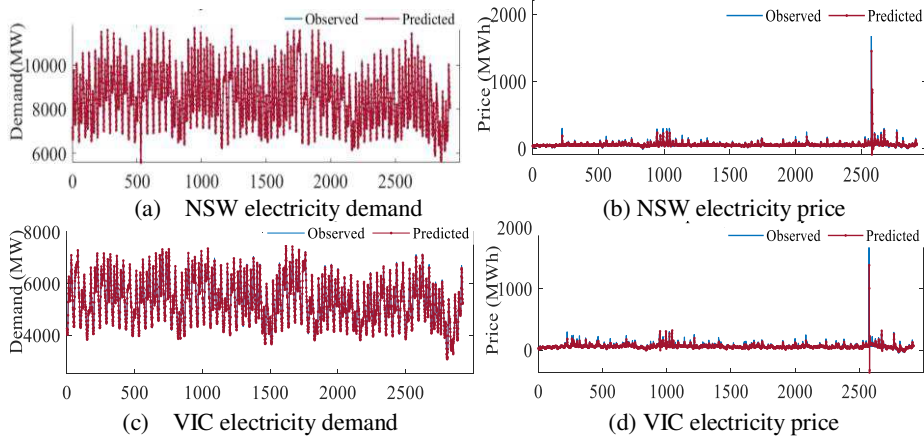 Observed Predicted
Demand(MW)
10000
8000
6000
0 500 1000 1500 2000 2500
(a) NSW electricity demand
Observed Predicted
Price (MWh)
2000
1000
0
0 500 1000 1500 2000 2500
(b) NSW electricity price
Observed Predicted
Demand (MW)
8000
6000
4000
0 500 1000 1500 2000 2500
(c) VIC electricity demand
Observed Predicted
Price (MWh)
2000
1000
0
0 500 1000 1500 2000 2500
(d) VIC electricity price